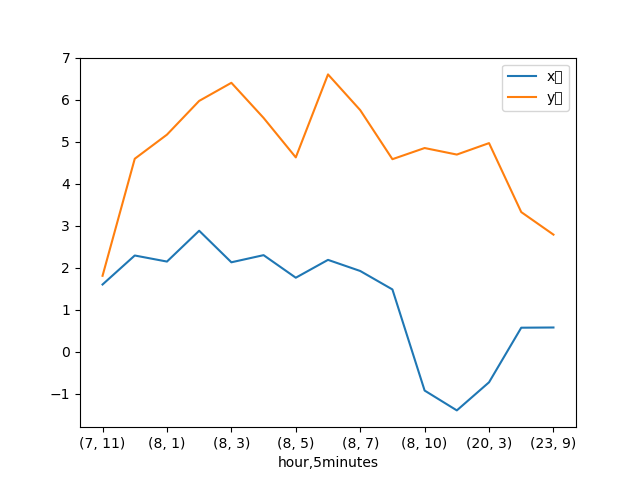 7
6
5
4
3
2
1
0
−1
x
y
(7, 11) (8, 1) (8, 3) (8, 5) (8, 7) (8, 10) (20, 3) (23, 9)
hour,5minutes